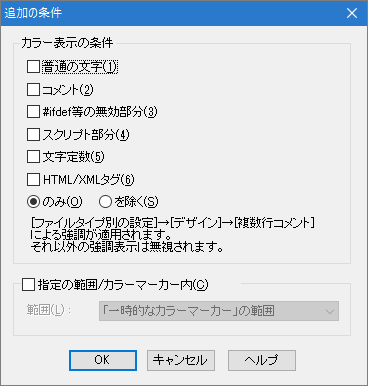 追加の条件
カラー表示の条件
普通の文字(1)
コメント(2)
#ifdef等の無効部分(3)
スクリプト部分(4)
文字定数(5)
HTML/XMLタグ(6)
のみ(O) を除く(S)
[ファイルタイプ別の設定]→[デザイン]→[複数行コメント]
による強調が適用されます。
それ以外の強調表示は無視されます。
指定の範囲/カラーマーカー内(C)
範囲(L)： 「一時的なカラーマーカー」の範囲
OK キャンセル ヘルプ